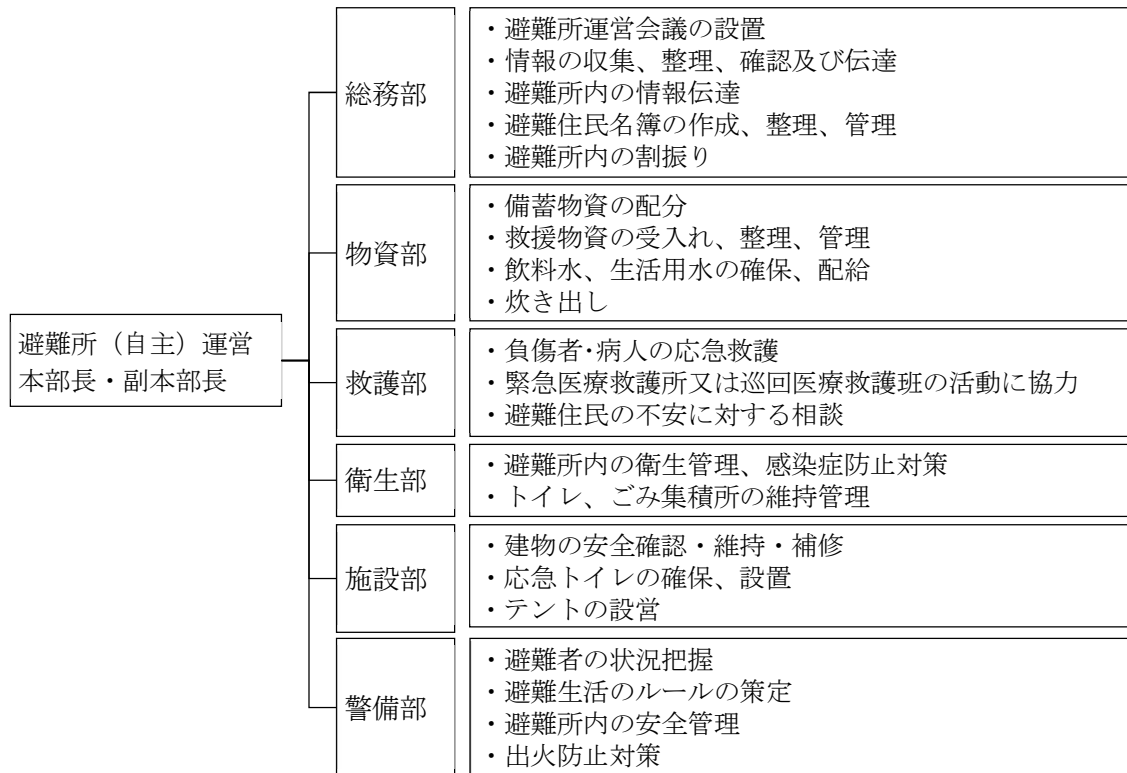 避難所（自主）運営
本部長・副本部長
総務部
・避難所運営会議の設置
・情報の収集、整理、確認及び伝達
・避難所内の情報伝達
・避難住民名簿の作成、整理、管理
・避難所内の割振り
物資部
・備蓄物資の配分
・救援物資の受入れ、整理、管理
・飲料水、生活用水の確保、配給
・炊き出し
救護部
・負傷者･病人の応急救護
・緊急医療救護所又は巡回医療救護班の活動に協力
・避難住民の不安に対する相談
衛生部
・避難所内の衛生管理、感染症防止対策
・トイレ、ごみ集積所の維持管理
施設部
・建物の安全確認・維持・補修
・応急トイレの確保、設置
・テントの設営
警備部
・避難者の状況把握
・避難生活のルールの策定
・避難所内の安全管理
・出火防止対策